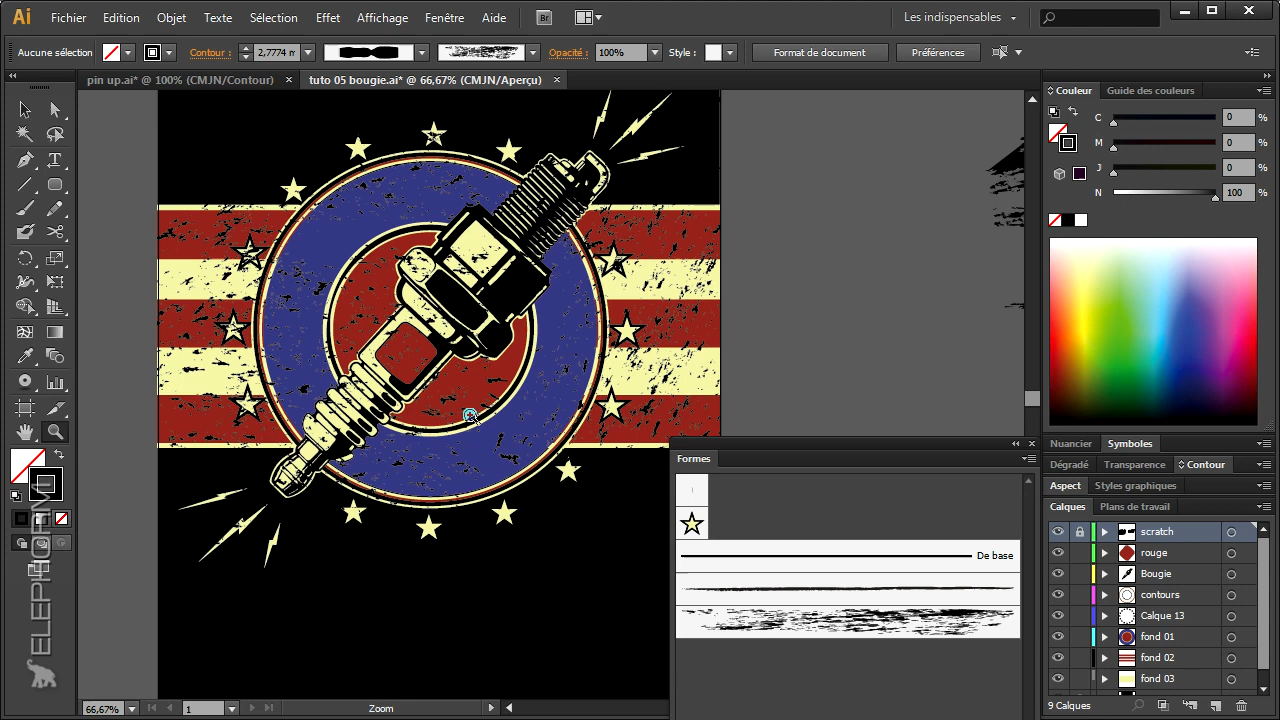 Ai Fichier Edition Objet Texte Sélection Effet Affichage Fenêtre Aide Br Les indispensables
Aucune sélection Contour : 2,7774 m Opacité : 100% Style : Format de document Préférences
pin up.ai* @ 100% (CMJN/Contour) × tuto 05 bougie.ai* @ 66,67% (CMJN/Aperçu) ×
Couleur Guide des couleurs
C 0 %
M 0 %
J 0 %
N 100 %
Nuancier Symboles
Dégradé Transparence Contour
Aspect Styles graphiques
Calques Plans de travail
scratch
rouge
Bougie
contours
Calque 13
fond 01
fond 02
fond 03
9 Calques
Formes
De base
66,67% 1 Zoom
ELEPHORM